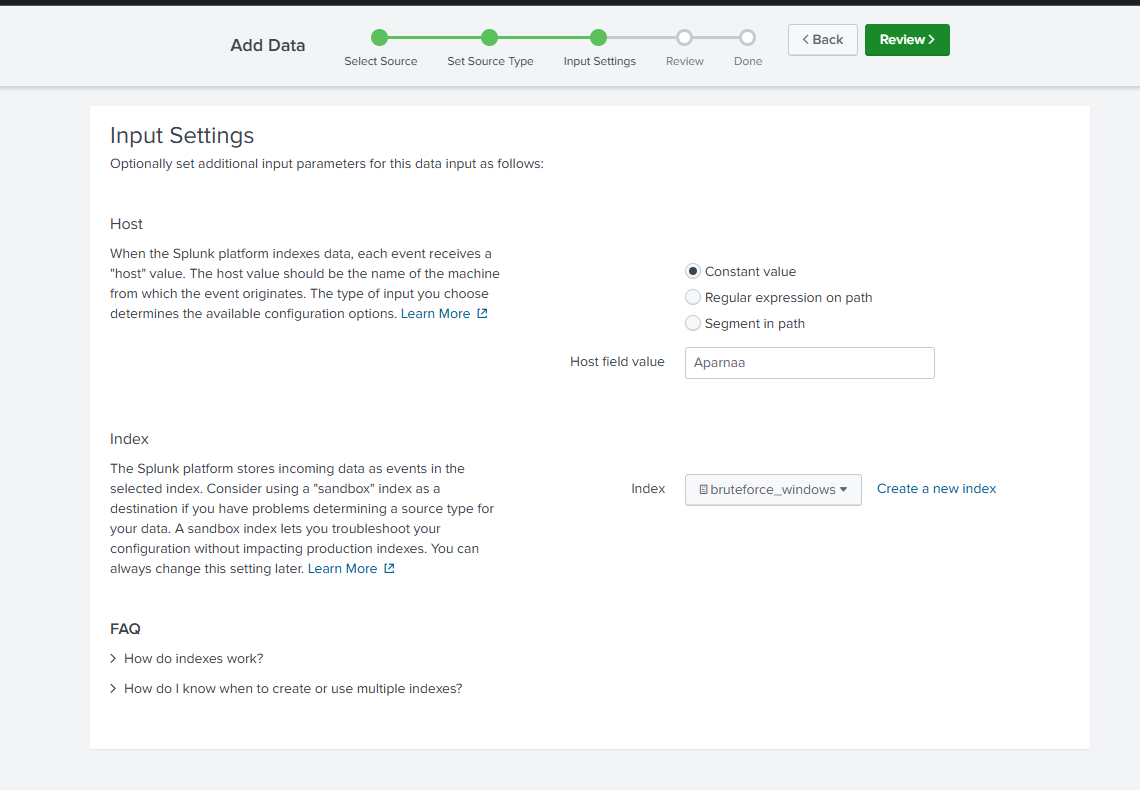 Add Data
Select Source
Set Source Type
Input Settings
Review
Done
Back
Review
Input Settings
Optionally set additional input parameters for this data input as follows:
Host
When the Splunk platform indexes data, each event receives a
"host" value. The host value should be the name of the machine
from which the event originates. The type of input you choose
determines the available configuration options. Learn More
Constant value
Regular expression on path
Segment in path
Host field value
Aparnaa
Index
The Splunk platform stores incoming data as events in the
selected index. Consider using a "sandbox" index as a
destination if you have problems determining a source type for
your data. A sandbox index lets you troubleshoot your
configuration without impacting production indexes. You can
always change this setting later. Learn More
Index
bruteforce_windows
Create a new index
FAQ
How do indexes work?
How do I know when to create or use multiple indexes?